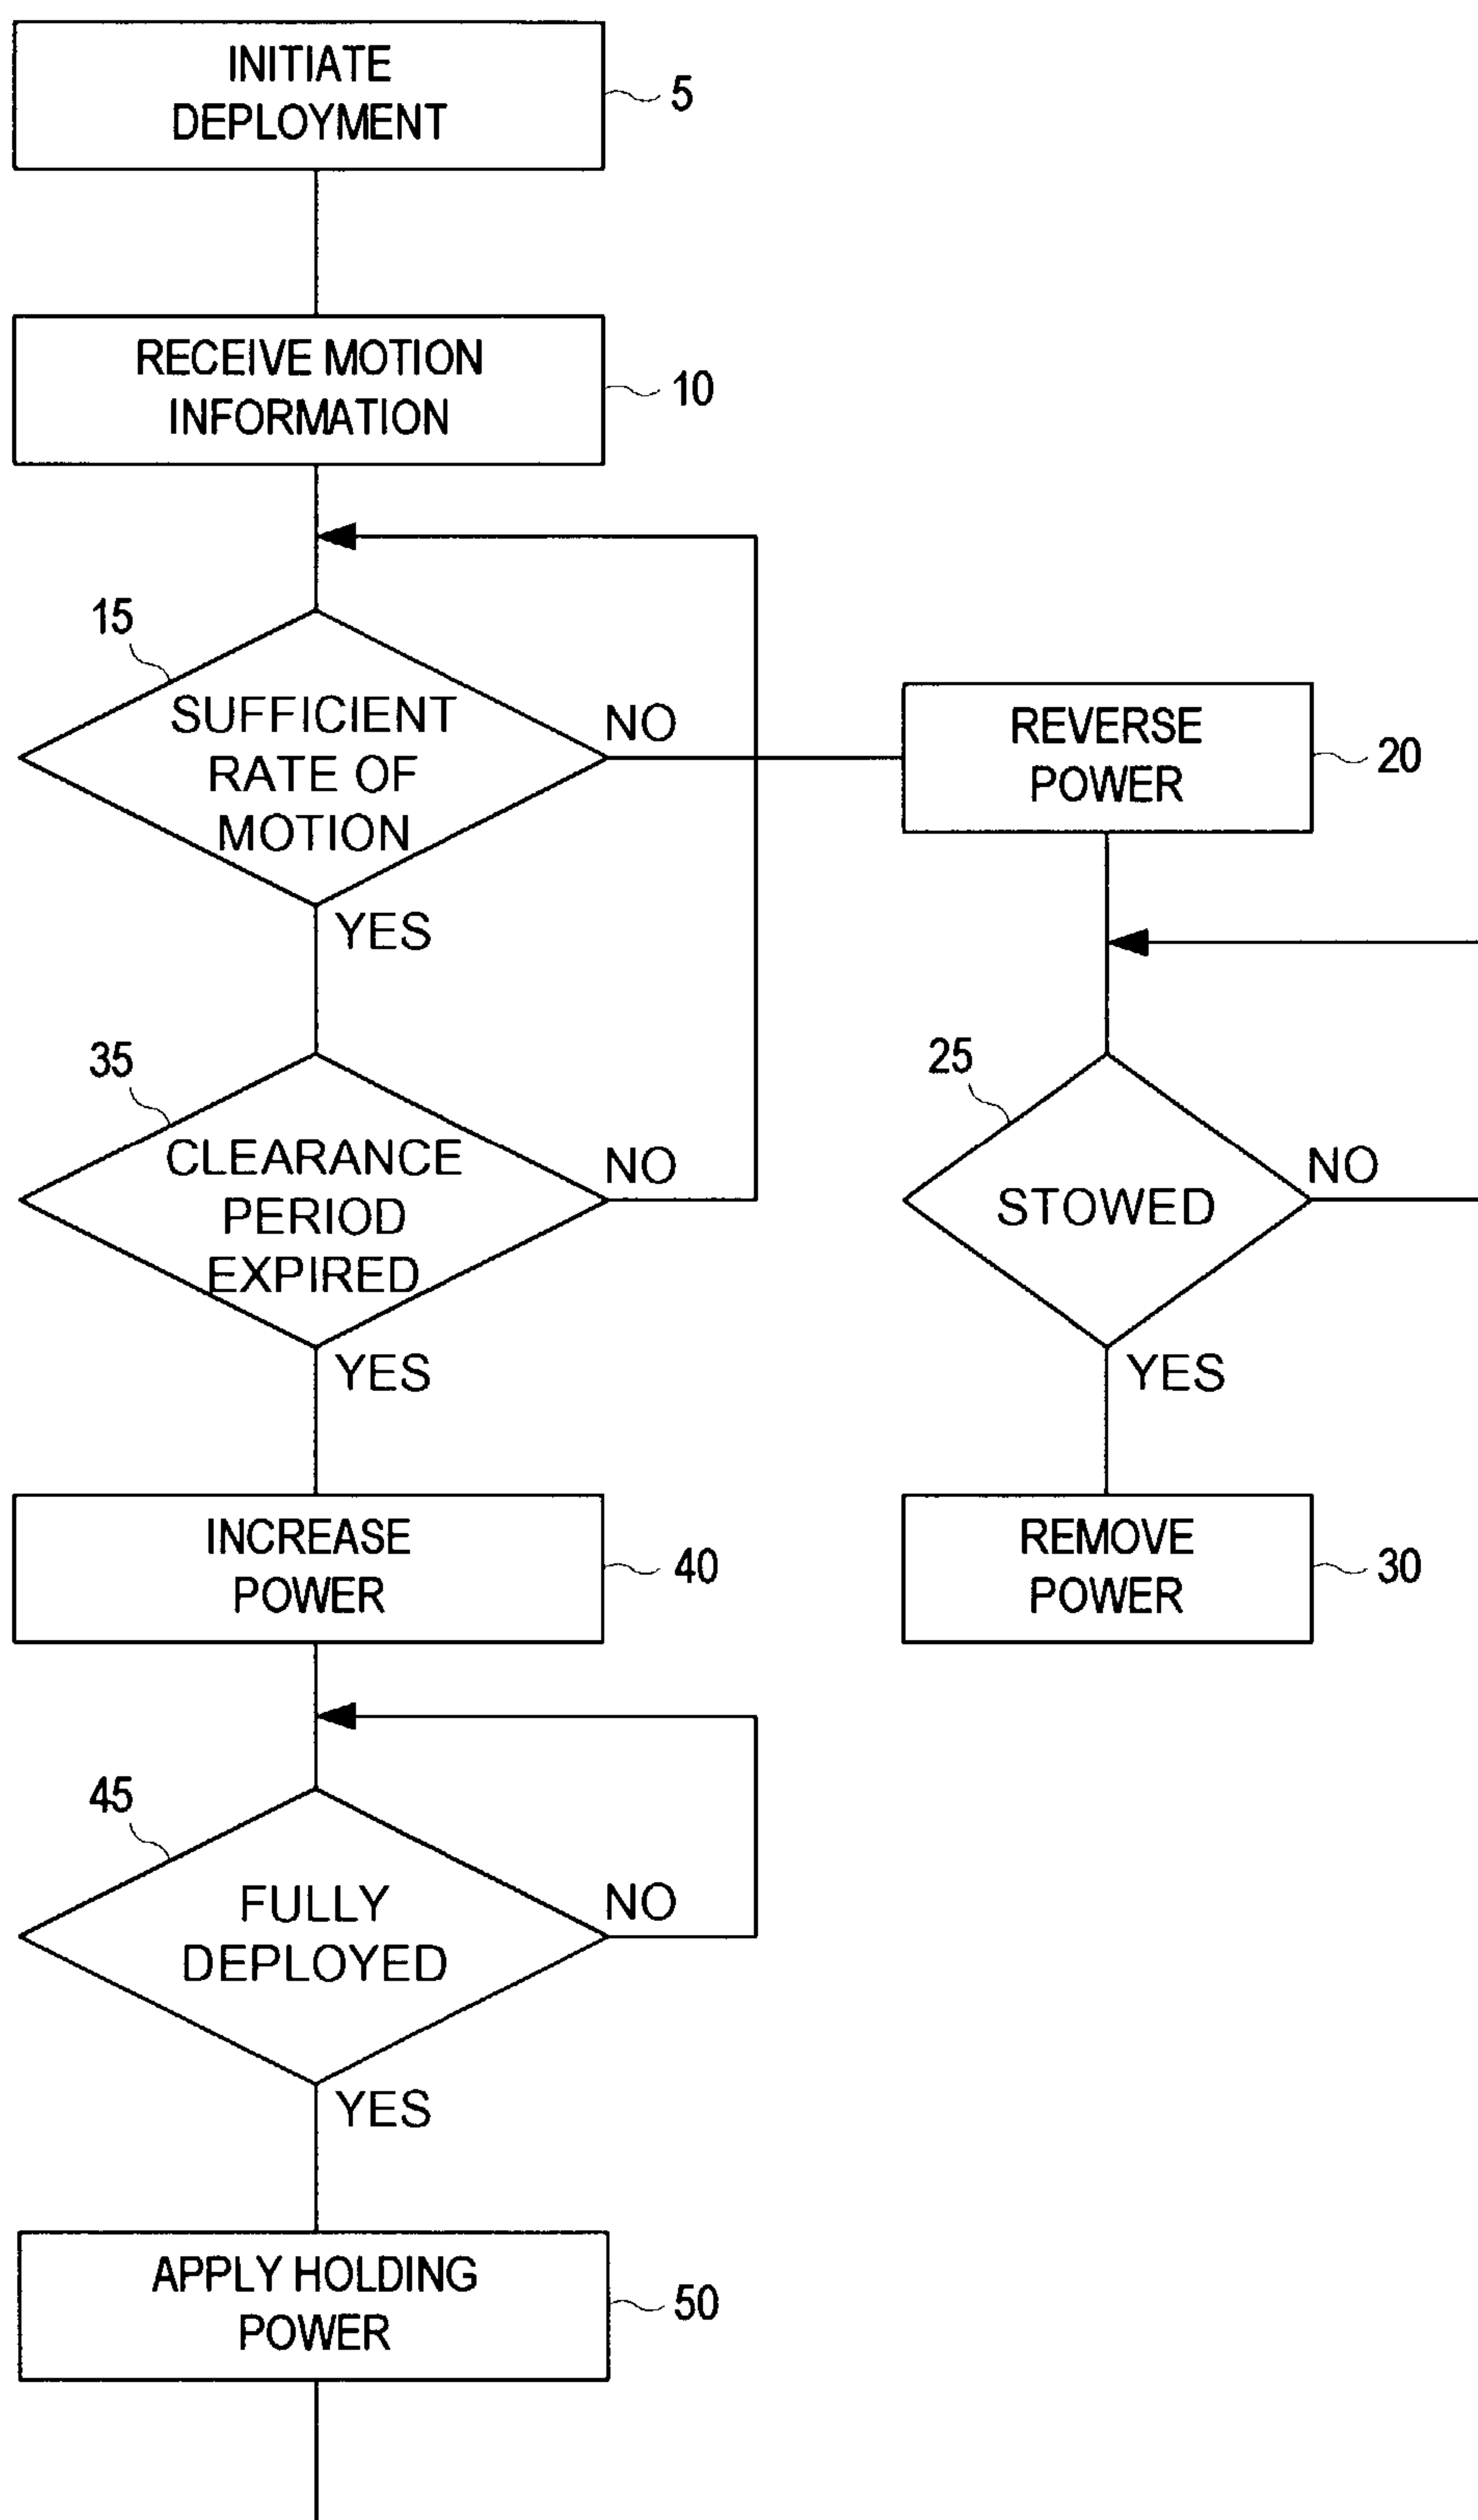 INITIATE
DEPLOYMENT
5
RECEIVE MOTION
INFORMATION
10
15
SUFFICIENT
RATE OF
MOTION
NO
YES
REVERSE
POWER
20
35
CLEARANCE
PERIOD
EXPIRED
NO
YES
25
STOWED
NO
YES
INCREASE
POWER
40
REMOVE
POWER
30
45
FULLY
DEPLOYED
NO
YES
APPLY HOLDING
POWER
50